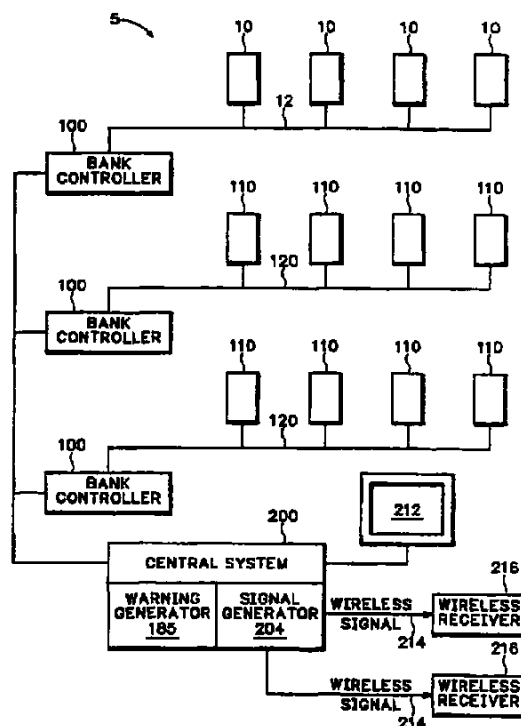 5
10 10 10 10
12
100
BANK
CONTROLLER
110 110 110 110
120
100
BANK
CONTROLLER
110 110 110 110
120
100
BANK
CONTROLLER
200
212
CENTRAL SYSTEM
WARNING
GENERATOR
185
SIGNAL
GENERATOR
204
WIRELESS
SIGNAL
214
216
WIRELESS
RECEIVER
WIRELESS
SIGNAL
214
216
WIRELESS
RECEIVER